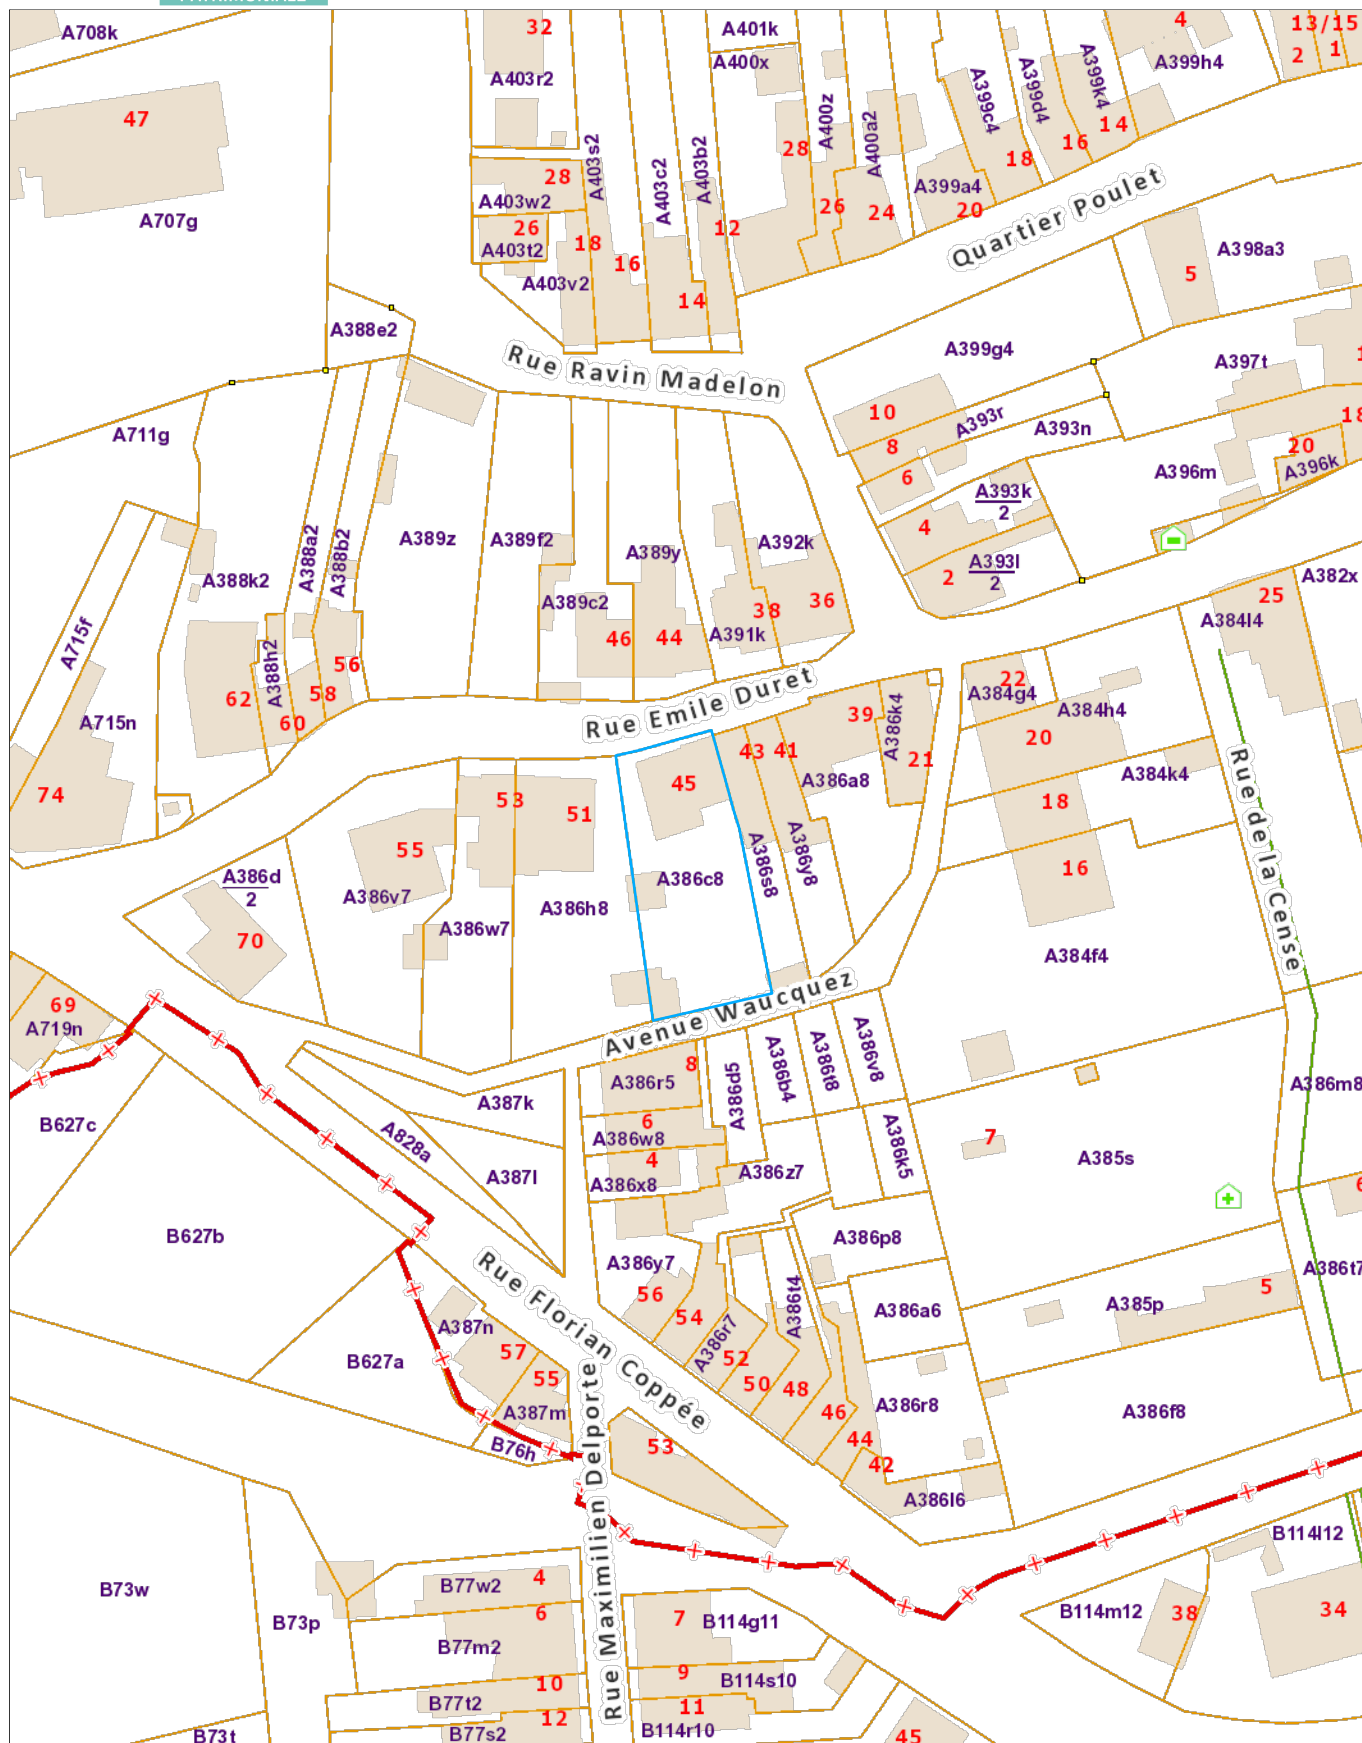 A708k
32
A401k
4
13/15
2
1
A400x
A399h4
A403r2
A399k4
A399d4
A399c4
47
A400z
A400a2
14
16
28
18
A403s2
A403c2
A403b2
28
A403w2
A399a4
20
26
24
A707g
26
18
12
Quartier Poulet
A403t2
16
A398a3
5
A403v2
14
A388e2
Rue Ravin Madelon
A399g4
A397t
1
10
A393r
A393n
18
A711g
8
20
6
A396m
A396k
A393k
2
4
A389z
A389f2
A389y
A392k
A388a2
A388b2
A393l
2
2
A382x
A388k2
25
A389c2
38
36
A384l4
A715f
46
44
A391k
56
A388h2
58
22
A384g4
62
60
Rue Emile Duret
39
A386k4
A384h4
A715n
43
41
20
21
74
45
A386a8
A384k4
53
51
18
Rue de la Cense
55
A386s8
A386y8
16
A386d
2
A386v7
A386c8
A386h8
A386w7
70
A384f4
69
Avenue Waucquez
A719n
8
A386r5
A386d5
A386b4
A386t8
A386v8
A386m8
A387k
B627c
6
A386w8
7
A828a
4
A386k5
A385s
A387l
A386x8
A386z7
6
B627b
A386p8
A386y7
A386t7
Rue Florian Coppée
56
A386t4
5
A385p
54
A386a6
A387n
A386r7
57
52
B627a
55
50
48
A386r8
A387m
46
A386f8
B76h
53
44
42
A386l6
Rue Maximilien Delporte
B114l12
B73w
B77w2
4
B73p
6
7
B114g11
B114m12
38
34
B77m2
9
10
B114s10
B77t2
11
12
B73t
B77s2
B114r10
45